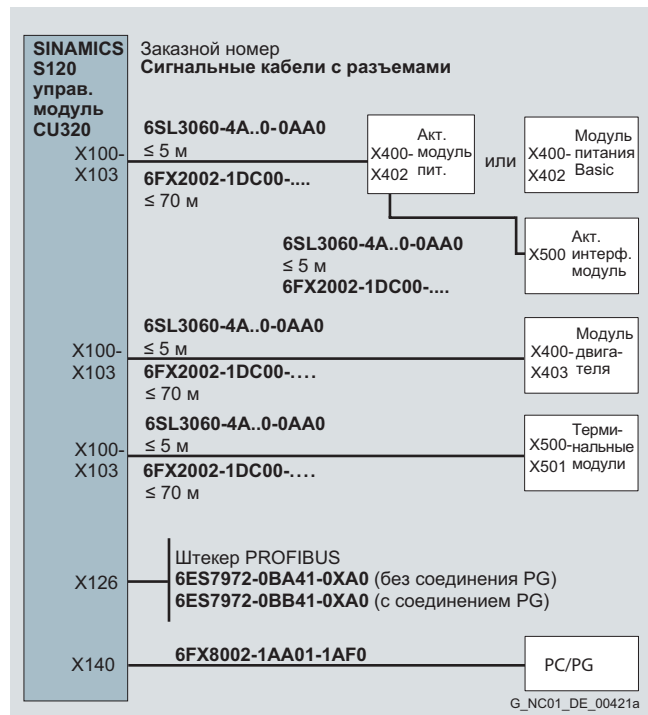 SINAMICS
S120
управ.
модуль
CU320
Заказной номер
Сигнальные кабели с разъемами
X100-
X103
6SL3060-4A..0-0AA0
≤ 5 м
6FX2002-1DC00-....
≤ 70 м
Акт.
X400- модуль
X402 пит.
или
Модуль
X400- питания
X402 Basic
6SL3060-4A..0-0AA0
≤ 5 м
6FX2002-1DC00-....
Акт.
X500 интерф.
модуль
X100-
X103
6SL3060-4A..0-0AA0
≤ 5 м
6FX2002-1DC00-....
≤ 70 м
Модуль
X400- двига-
X403 теля
X100-
X103
6SL3060-4A..0-0AA0
≤ 5 м
6FX2002-1DC00-....
≤ 70 м
Терми-
X500- нальные
X501 модули
X126
Штекер PROFIBUS
6ES7972-0BA41-0XA0 (без соединения PG)
6ES7972-0BB41-0XA0 (с соединением PG)
X140
6FX8002-1AA01-1AF0
PC/PG
G_NC01_DE_00421a